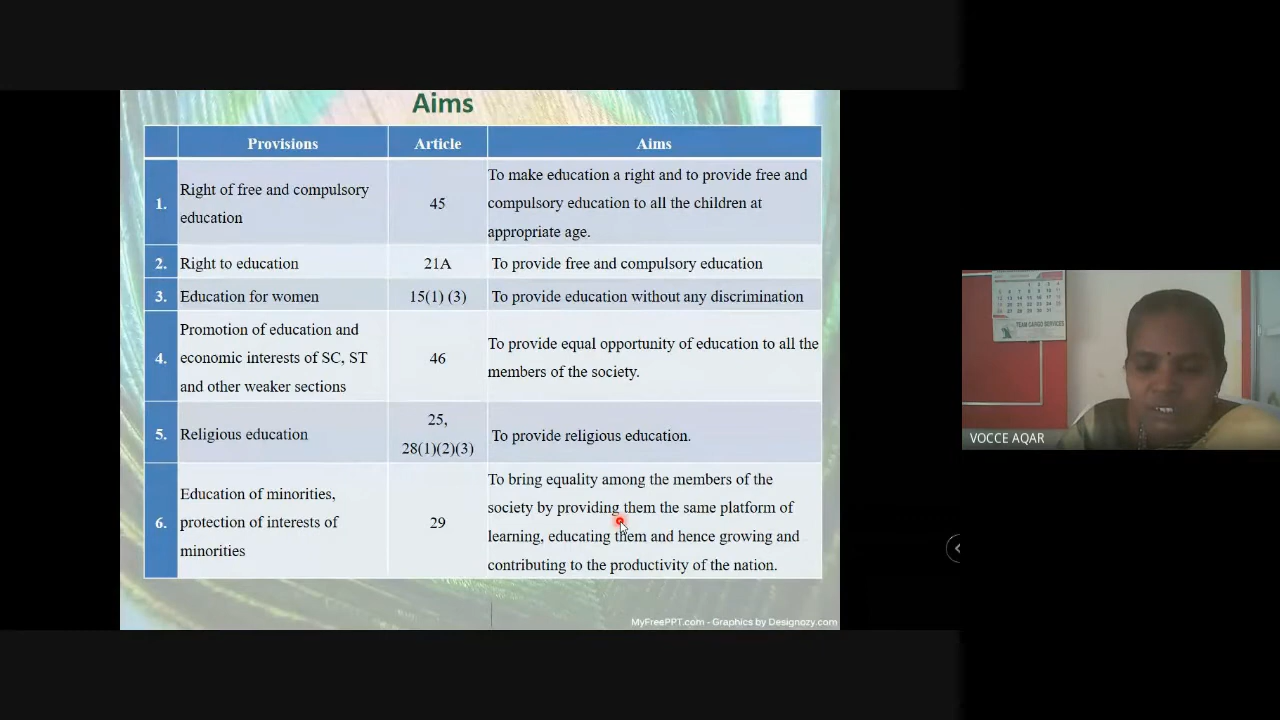 Aims
Provisions Article Aims
1. Right of free and compulsory education 45 To make education a right and to provide free and
compulsory education to all the children at
appropriate age.
2. Right to education 21A To provide free and compulsory education
3. Education for women 15(1) (3) To provide education without any discrimination
4. Promotion of education and
economic interests of SC, ST
and other weaker sections
46
To provide equal opportunity of education to all the
members of the society.
5. Religious education
25,
28(1)(2)(3)
To provide religious education.
6. Education of minorities,
protection of interests of
minorities
29
To bring equality among the members of the
society by providing them the same platform of
learning, educating them and hence growing and
contributing to the productivity of the nation.
MyFreePPT.com - Graphics by Designozy.com
TEAM CARGO SERVICES
VOCCE AQAR